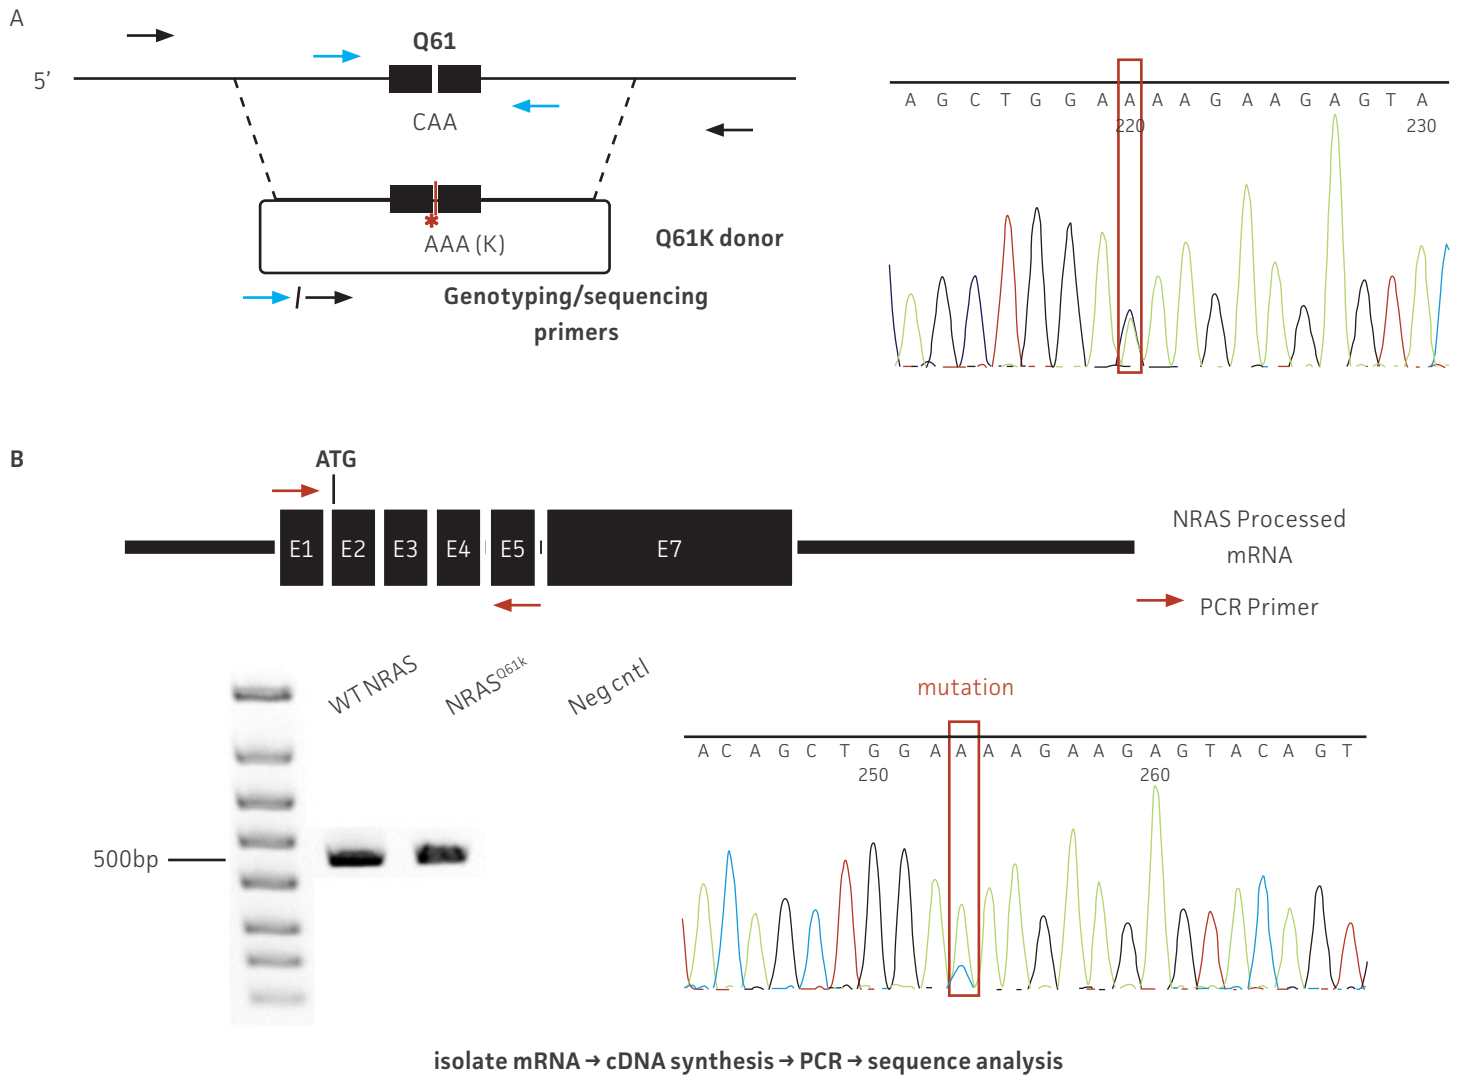 A
Q61
5’
CAA
AAA (K)
Q61K donor
Genotyping/sequencing
primers
A G C T G G A A A G A A G A G T A
220 230
B
ATG
E1 E2 E3 E4 E5 E7
NRAS Processed
mRNA
PCR Primer
WT NRAS NRASQ61k Neg cntl
500bp
mutation
A C A G C T G G A A A G A A G A G T A C A G T
250 260
isolate mRNA → cDNA synthesis → PCR → sequence analysis